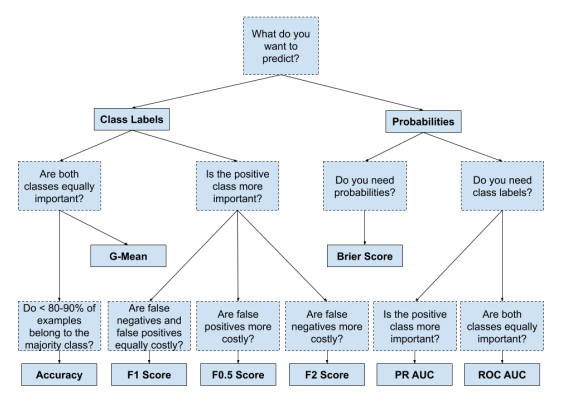 What do you
want to
predict?
Class Labels
Probabilities
Are both
classes equally
important?
Is the positive
class more
important?
Do you need
probabilities?
Do you need
class labels?
G-Mean
Brier Score
Do < 80-90% of
examples
belong to the
majority class?
Are false
negatives and
false positives
equally costly?
Are false
positives more
costly?
Are false
negatives more
costly?
Is the positive
class more
important?
Are both
classes equally
important?
Accuracy
F1 Score
F0.5 Score
F2 Score
PR AUC
ROC AUC